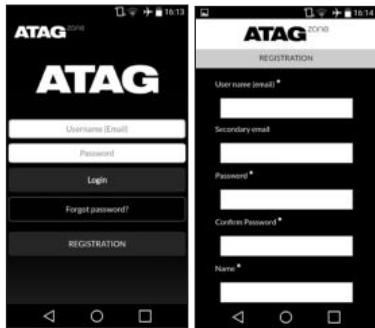 16:13
ATAG zone
ATAG
Username (Email)
Password
Login
Forgot password?
REGISTRATION
16:14
ATAG zone
REGISTRATION
User name (email) *
Secondary email
Password *
Confirm Password *
Name *